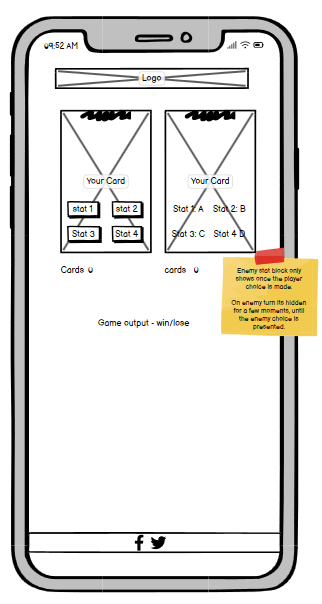 09:52 AM
Logo
Your Card
Your Card
stat 1 stat 2
Stat 1: A Stat 2: B
Stat 3 Stat 4
Stat 3: C Stat 4 D
Cards 0
cards 0
Game output - win/lose
Enemy stat block only
shows once the player
choice is made.
On enemy turn its hidden
for a few moments, until
the enemy choice is
presented.